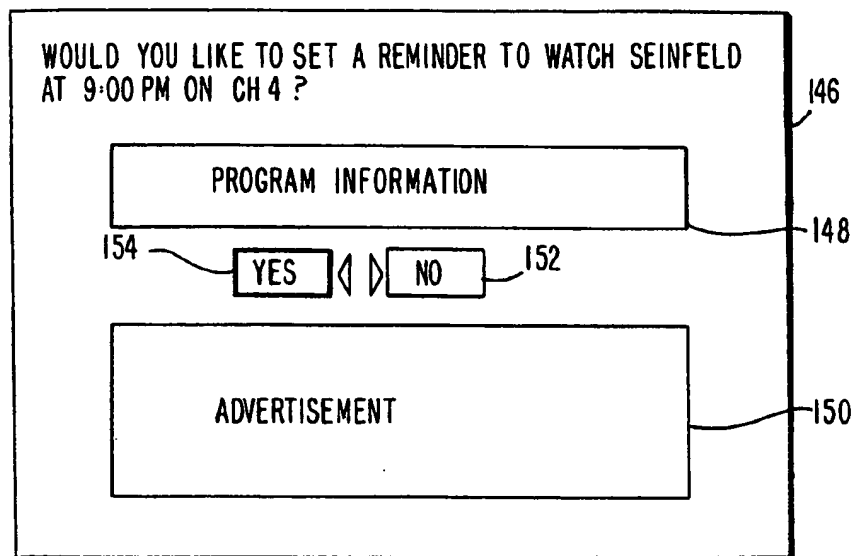 WOULD YOU LIKE TO SET A REMINDER TO WATCH SEINFELD
AT 9:00 PM ON CH 4 ?
146
PROGRAM INFORMATION
148
154
YES
NO
152
ADVERTISEMENT
150